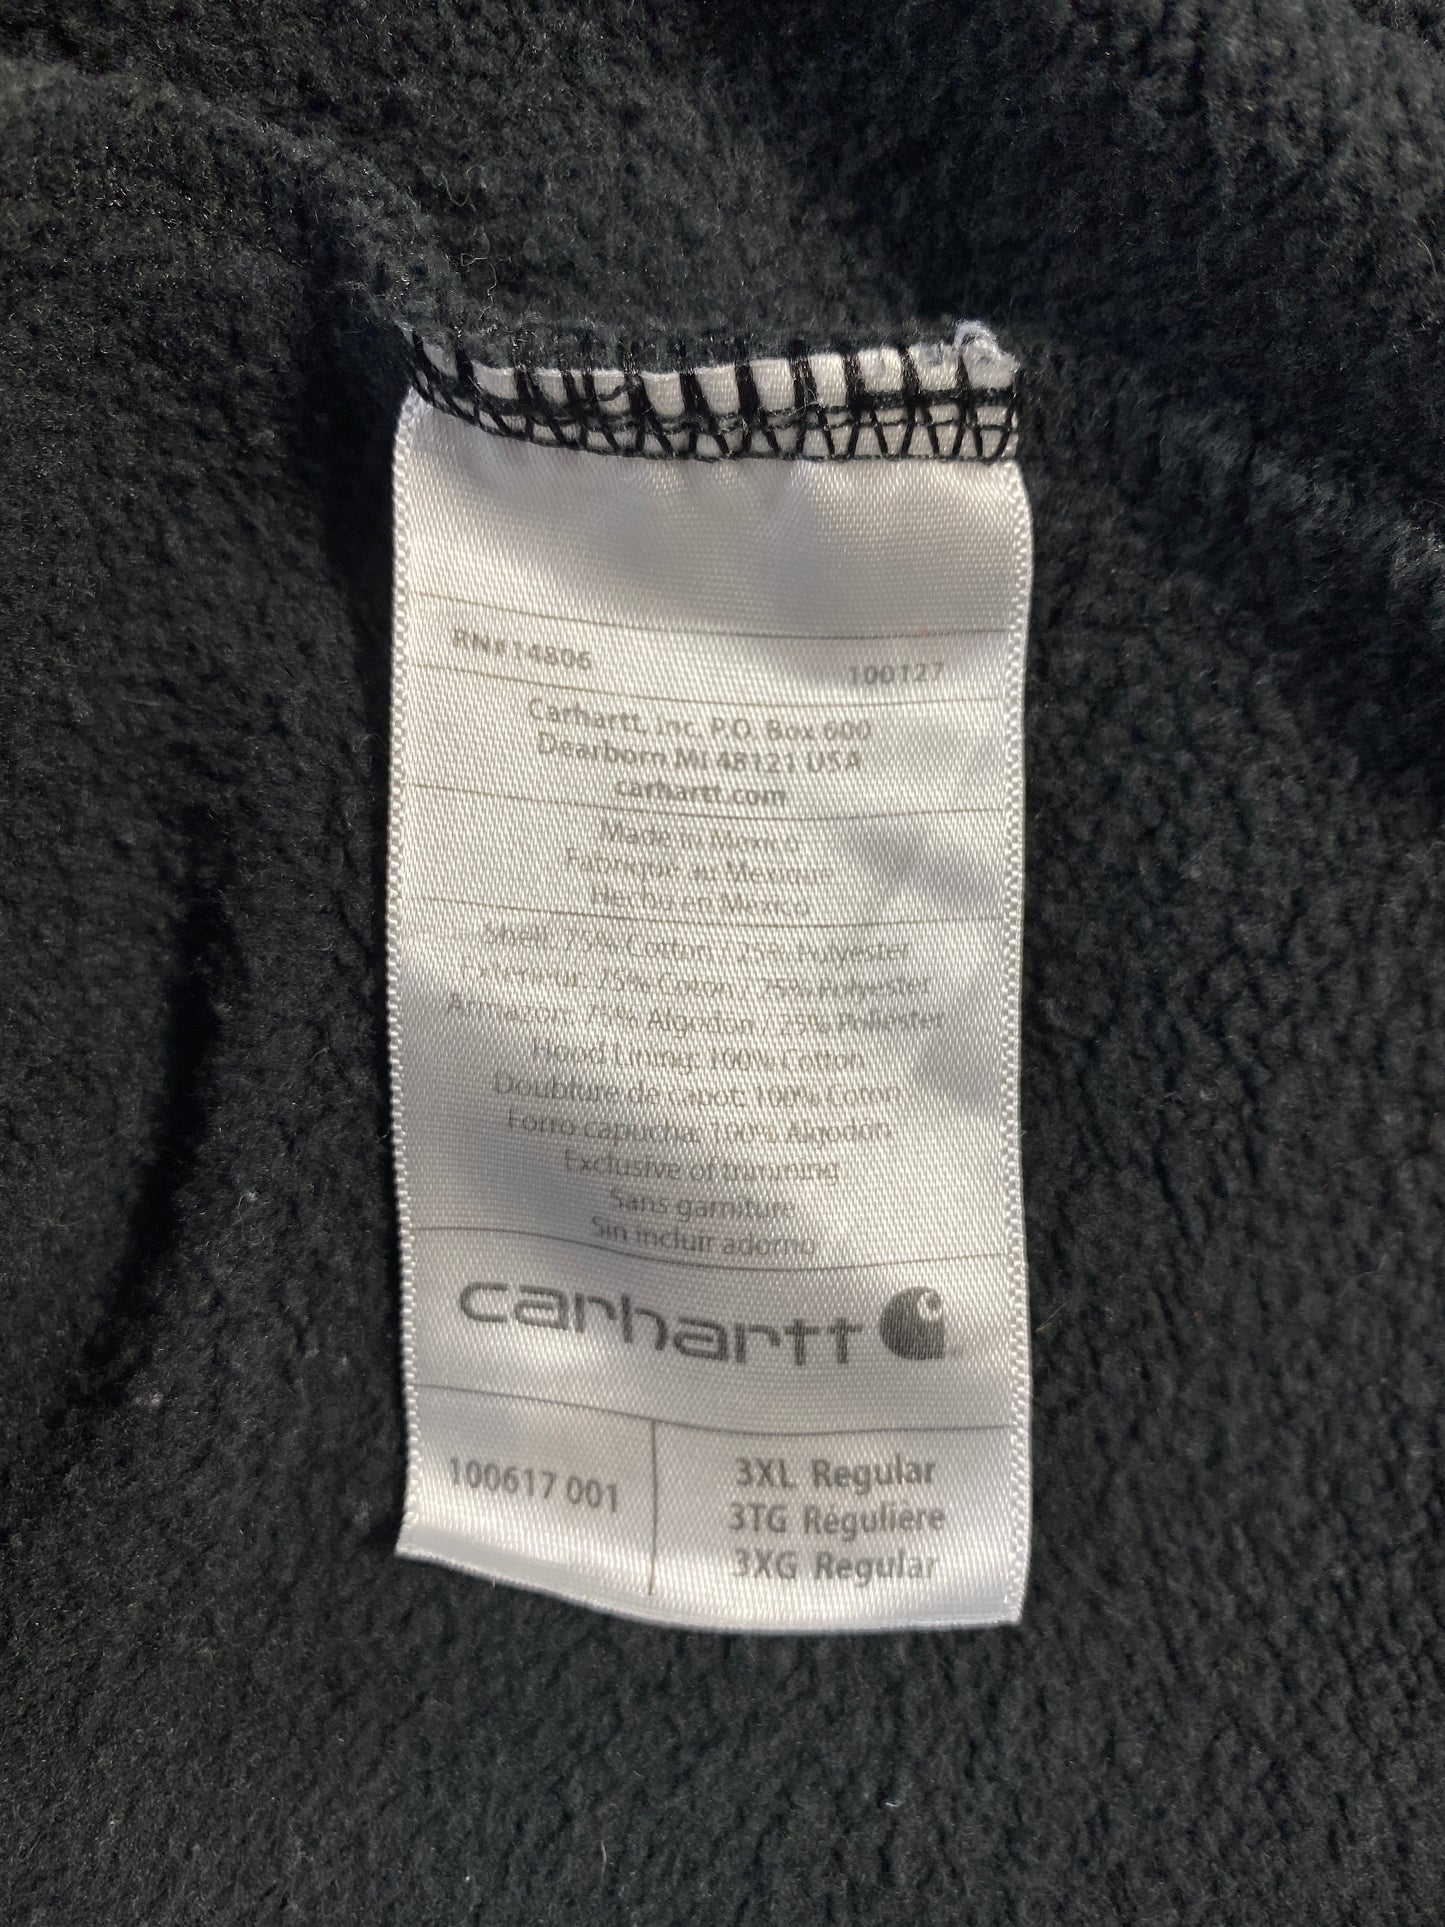 RN# 14806
100127
Carhartt, Inc. P.O. Box 600
Dearborn MI 48121 USA
carhartt.com
Made in Mexico
Fabriqué au Mexique
Hecho en Mexico
Shell: 75% Cotton / 25% Polyester
Extérieur: 75% Coton / 25% Polyester
Armazon: 75% Algodon / 25% Poliester
Hood Lining: 100% Cotton
Doublure de capot: 100% Coton
Forro capucha: 100% Algodon
Exclusive of trimming
Sans garniture
Sin incluir adorno
carhartt
100617 001
3XL Regular
3TG Régulière
3XG Regular